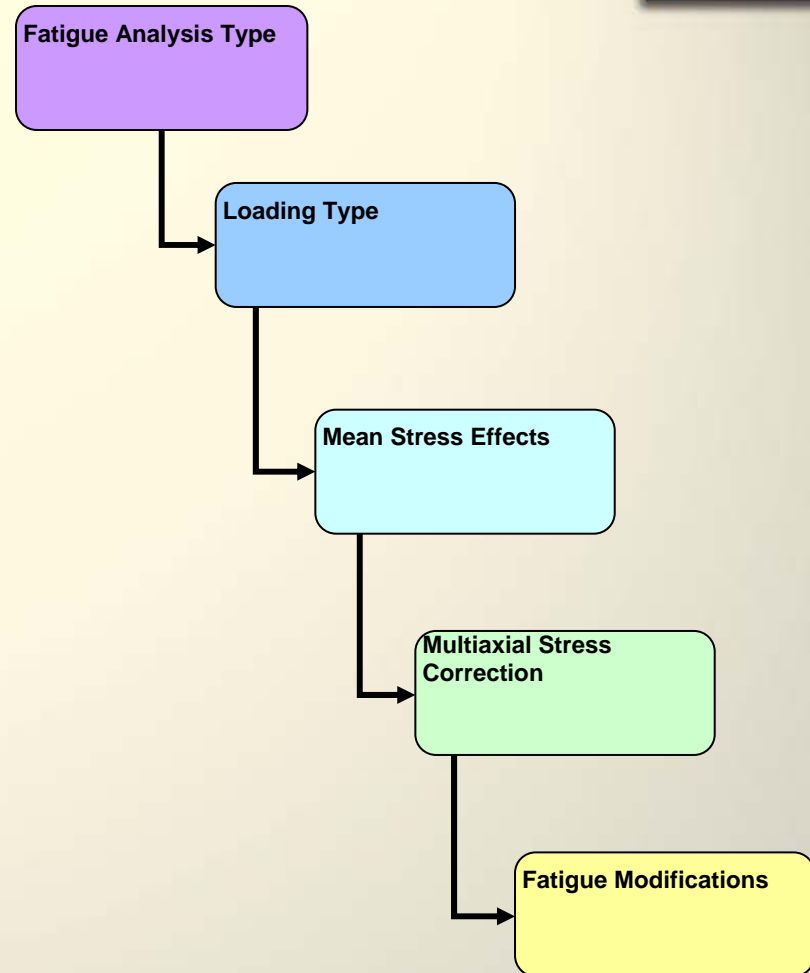 Fatigue Analysis Type
Loading Type
Mean Stress Effects
Multiaxial Stress
Correction
Fatigue Modifications